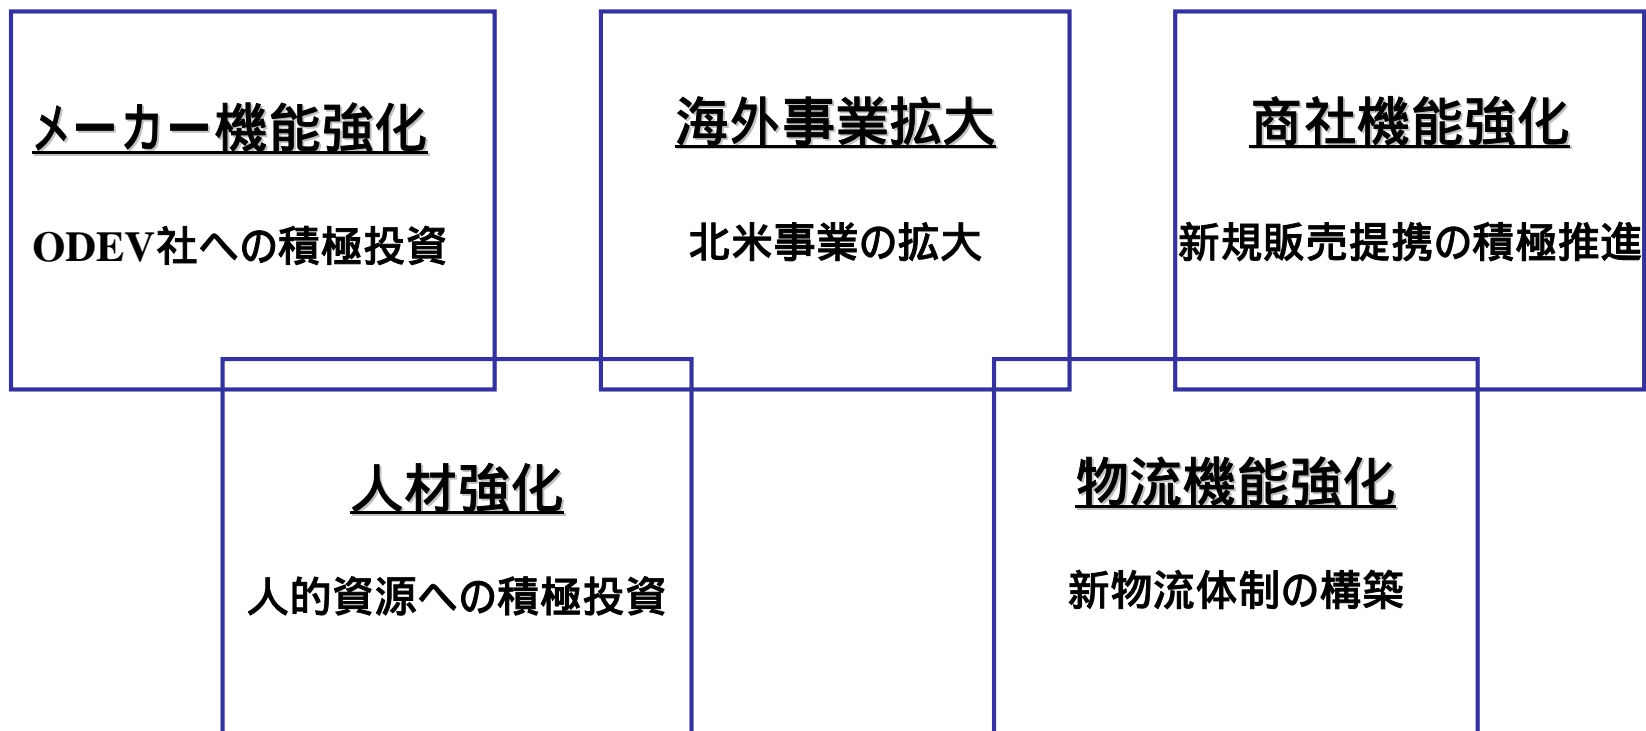 メーカー機能強化
ODEV社への積極投資
海外事業拡大
北米事業の拡大
商社機能強化
新規販売提携の積極推進
人材強化
人的資源への積極投資
物流機能強化
新物流体制の構築